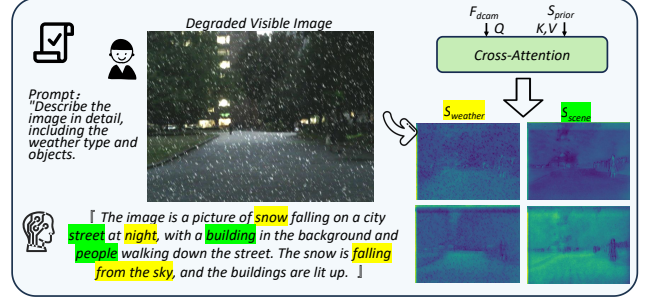 Degraded Visible Image
Prompt:
"Describe the
image in detail,
including the
weather type and
objects.
『 The image is a picture of snow falling on a city
street at night, with a building in the background and
people walking down the street. The snow is falling
from the sky, and the buildings are lit up. 』
F_dcam S_prior
Q K,V
Cross-Attention
S_weather S_scene